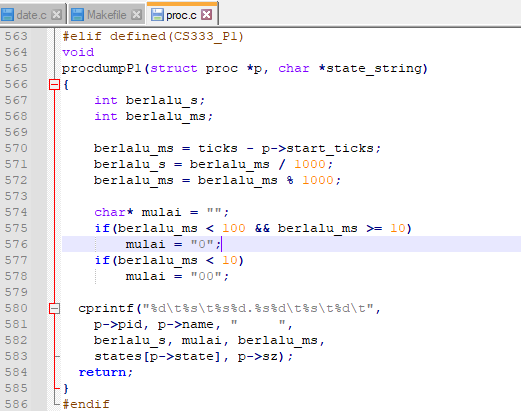 date.c Makefile proc.c
563 #elif defined(CS333_P1)
564 void
565 procdumpP1(struct proc *p, char *state_string)
566 {
567     int berlalu_s;
568     int berlalu_ms;
569
570     berlalu_ms = ticks - p->start_ticks;
571     berlalu_s = berlalu_ms / 1000;
572     berlalu_ms = berlalu_ms % 1000;
573
574     char* mulai = "";
575     if(berlalu_ms < 100 && berlalu_ms >= 10)
576         mulai = "0";
577     if(berlalu_ms < 10)
578         mulai = "00";
579
580   cprintf("%d\t%s\t%s%d.%s%d\t%s\t%d\t",
581     p->pid, p->name, "      ",
582     berlalu_s, mulai, berlalu_ms,
583     states[p->state], p->sz);
584   return;
585 }
586 #endif